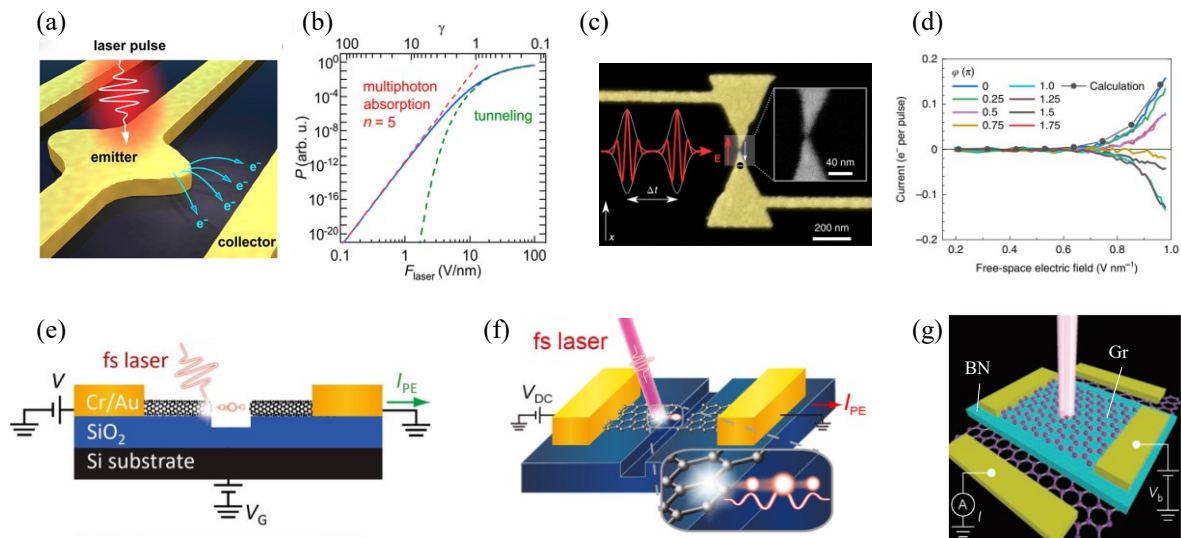 (a)
laser pulse
emitter
e⁻
e⁻
e⁻
e⁻
collector
(b)
γ
100 10 1 0.1
P (arb. u.)
10⁰
10⁻⁴
10⁻⁸
10⁻¹²
10⁻¹⁶
10⁻²⁰
multiphoton
absorption
n = 5
tunneling
0.1 1 10 100
F_laser (V/nm)
(c)
E
Δt
x
40 nm
200 nm
(d)
Current (e⁻ per pulse)
0.2
0.1
0
−0.1
−0.2
φ (π)
0 1.0 Calculation
0.25 1.25
0.5 1.5
0.75 1.75
0.2 0.4 0.6 0.8 1.0
Free-space electric field (V nm⁻¹)
(e)
fs laser
V
I_PE
Cr/Au
SiO₂
Si substrate
V_G
(f)
fs laser
V_DC
I_PE
(g)
BN
Gr
V_b
A
I